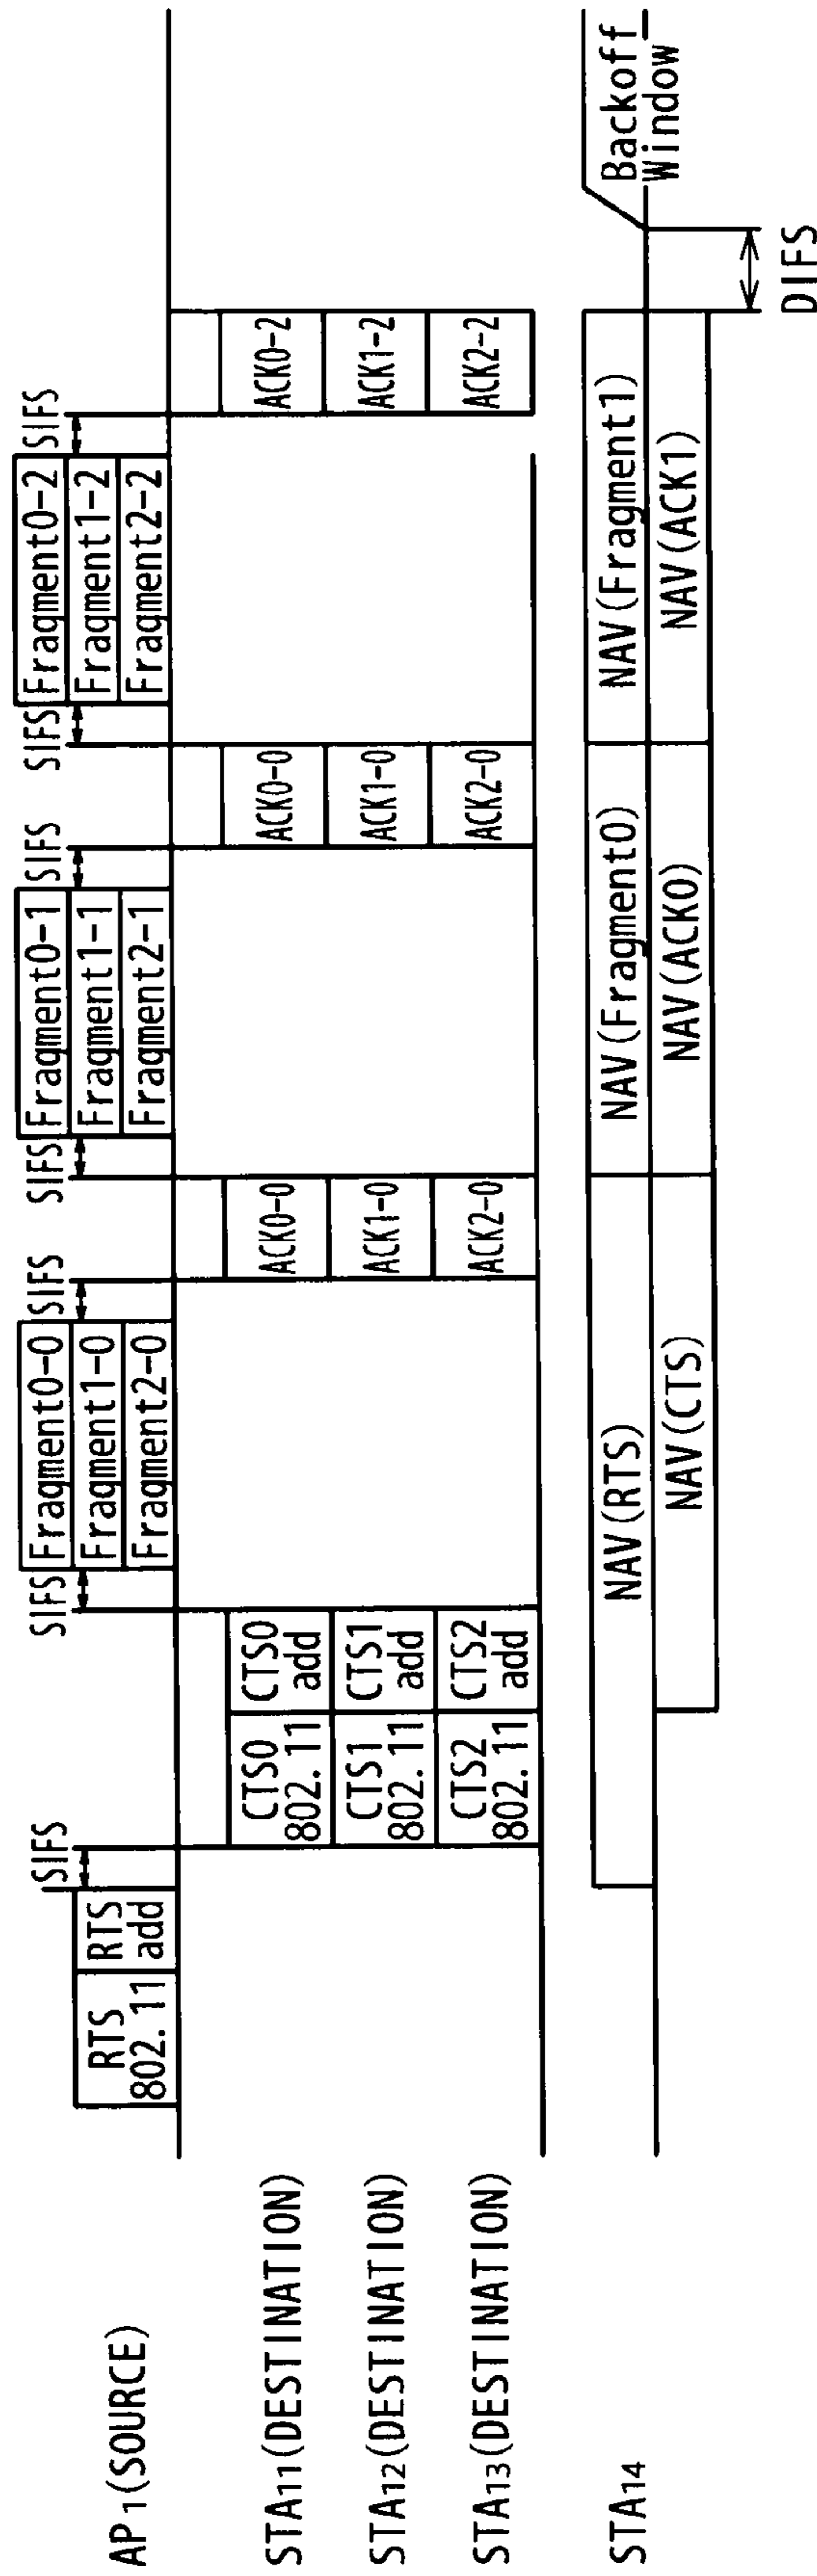 AP1(SOURCE)
RTS
802.11
RTS
add
SIFS
SIFS
Fragment0-0
Fragment1-0
Fragment2-0
SIFS
SIFS
Fragment0-1
Fragment1-1
Fragment2-1
SIFS
SIFS
Fragment0-2
Fragment1-2
Fragment2-2
SIFS
STA11(DESTINATION)
CTS0
802.11
CTS0
add
ACK0-0
ACK0-0
ACK0-2
STA12(DESTINATION)
CTS1
802.11
CTS1
add
ACK1-0
ACK1-0
ACK1-2
STA13(DESTINATION)
CTS2
802.11
CTS2
add
ACK2-0
ACK2-0
ACK2-2
STA14
NAV(RTS)
NAV(Fragment0)
NAV(Fragment1)
Backoff
Window
NAV(CTS)
NAV(ACK0)
NAV(ACK1)
DIFS